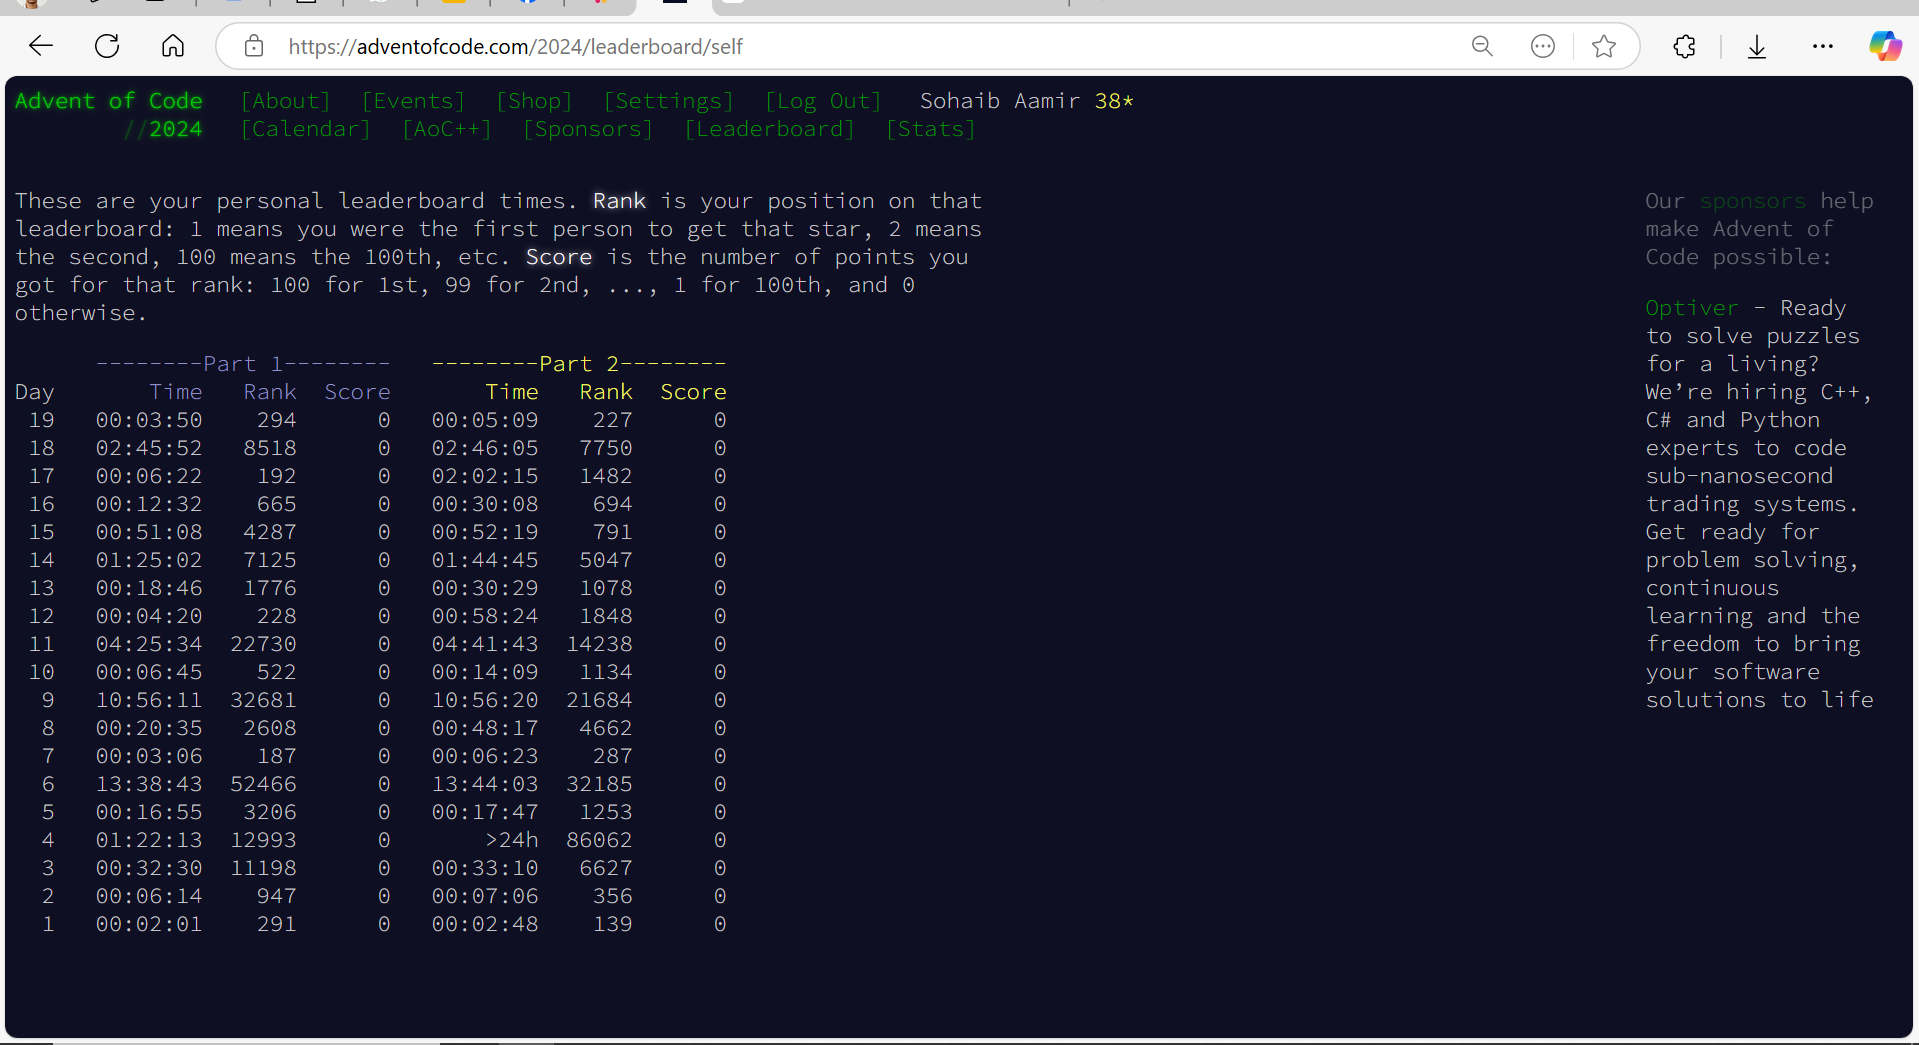 https://adventofcode.com/2024/leaderboard/self
Advent of Code [About] [Events] [Shop] [Settings] [Log Out] Sohaib Aamir 38*
//2024 [Calendar] [AoC++] [Sponsors] [Leaderboard] [Stats]
These are your personal leaderboard times. Rank is your position on that
leaderboard: 1 means you were the first person to get that star, 2 means
the second, 100 means the 100th, etc. Score is the number of points you
got for that rank: 100 for 1st, 99 for 2nd, ..., 1 for 100th, and 0
otherwise.
--------Part 1-------- --------Part 2--------
Day Time Rank Score Time Rank Score
19 00:03:50 294 0 00:05:09 227 0
18 02:45:52 8518 0 02:46:05 7750 0
17 00:06:22 192 0 02:02:15 1482 0
16 00:12:32 665 0 00:30:08 694 0
15 00:51:08 4287 0 00:52:19 791 0
14 01:25:02 7125 0 01:44:45 5047 0
13 00:18:46 1776 0 00:30:29 1078 0
12 00:04:20 228 0 00:58:24 1848 0
11 04:25:34 22730 0 04:41:43 14238 0
10 00:06:45 522 0 00:14:09 1134 0
9 10:56:11 32681 0 10:56:20 21684 0
8 00:20:35 2608 0 00:48:17 4662 0
7 00:03:06 187 0 00:06:23 287 0
6 13:38:43 52466 0 13:44:03 32185 0
5 00:16:55 3206 0 00:17:47 1253 0
4 01:22:13 12993 0 >24h 86062 0
3 00:32:30 11198 0 00:33:10 6627 0
2 00:06:14 947 0 00:07:06 356 0
1 00:02:01 291 0 00:02:48 139 0
Our sponsors help
make Advent of
Code possible:
Optiver - Ready
to solve puzzles
for a living?
We’re hiring C++,
C# and Python
experts to code
sub-nanosecond
trading systems.
Get ready for
problem solving,
continuous
learning and the
freedom to bring
your software
solutions to life